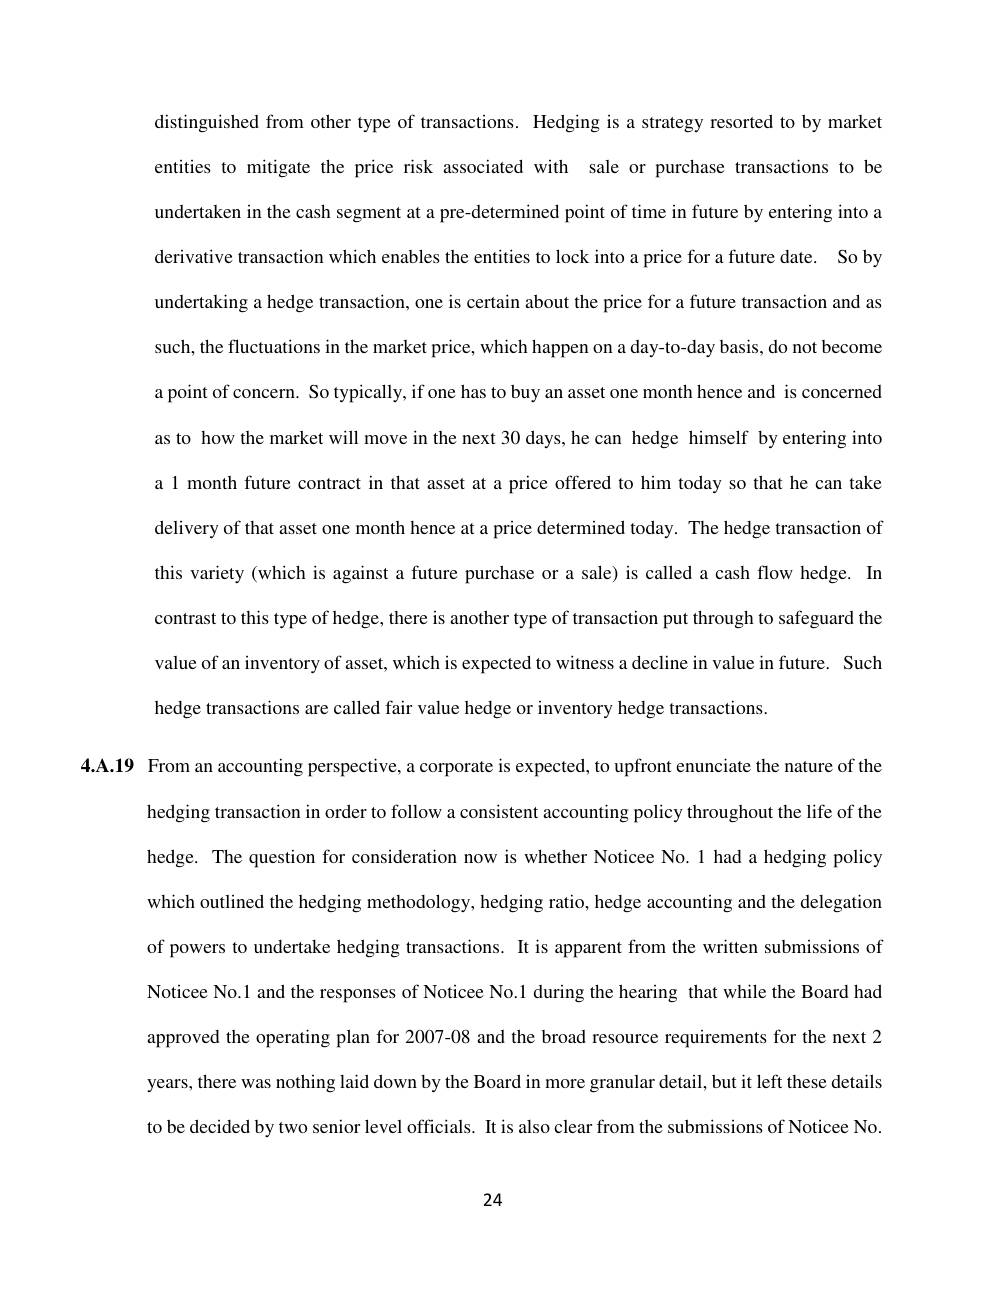 distinguished from other type of transactions. Hedging is a strategy resorted to by market
entities to mitigate the price risk associated with sale or purchase transactions to be
undertaken in the cash segment at a pre-determined point of time in future by entering into a
derivative transaction which enables the entities to lock into a price for a future date. So by
undertaking a hedge transaction, one is certain about the price for a future transaction and as
such, the fluctuations in the market price, which happen on a day-to-day basis, do not become
a point of concern. So typically, if one has to buy an asset one month hence and is concerned
as to how the market will move in the next 30 days, he can hedge himself by entering into
a 1 month future contract in that asset at a price offered to him today so that he can take
delivery of that asset one month hence at a price determined today. The hedge transaction of
this variety (which is against a future purchase or a sale) is called a cash flow hedge. In
contrast to this type of hedge, there is another type of transaction put through to safeguard the
value of an inventory of asset, which is expected to witness a decline in value in future. Such
hedge transactions are called fair value hedge or inventory hedge transactions.
4.A.19 From an accounting perspective, a corporate is expected, to upfront enunciate the nature of the
hedging transaction in order to follow a consistent accounting policy throughout the life of the
hedge. The question for consideration now is whether Noticee No. 1 had a hedging policy
which outlined the hedging methodology, hedging ratio, hedge accounting and the delegation
of powers to undertake hedging transactions. It is apparent from the written submissions of
Noticee No.1 and the responses of Noticee No.1 during the hearing that while the Board had
approved the operating plan for 2007-08 and the broad resource requirements for the next 2
years, there was nothing laid down by the Board in more granular detail, but it left these details
to be decided by two senior level officials. It is also clear from the submissions of Noticee No.
24